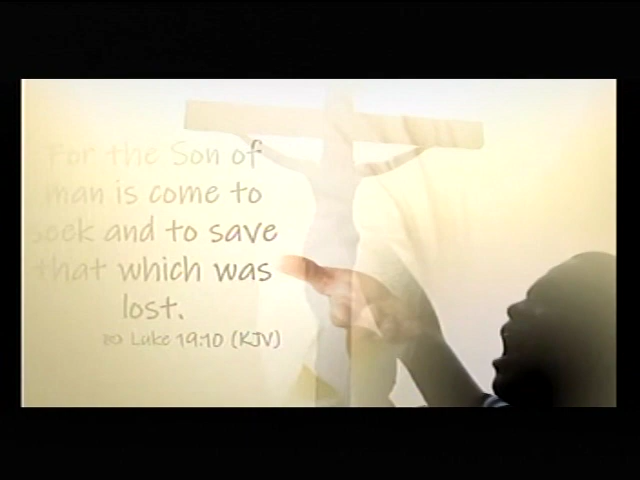 For the Son of
man is come to
seek and to save
that which was
lost.
Luke 19:10 (KJV)